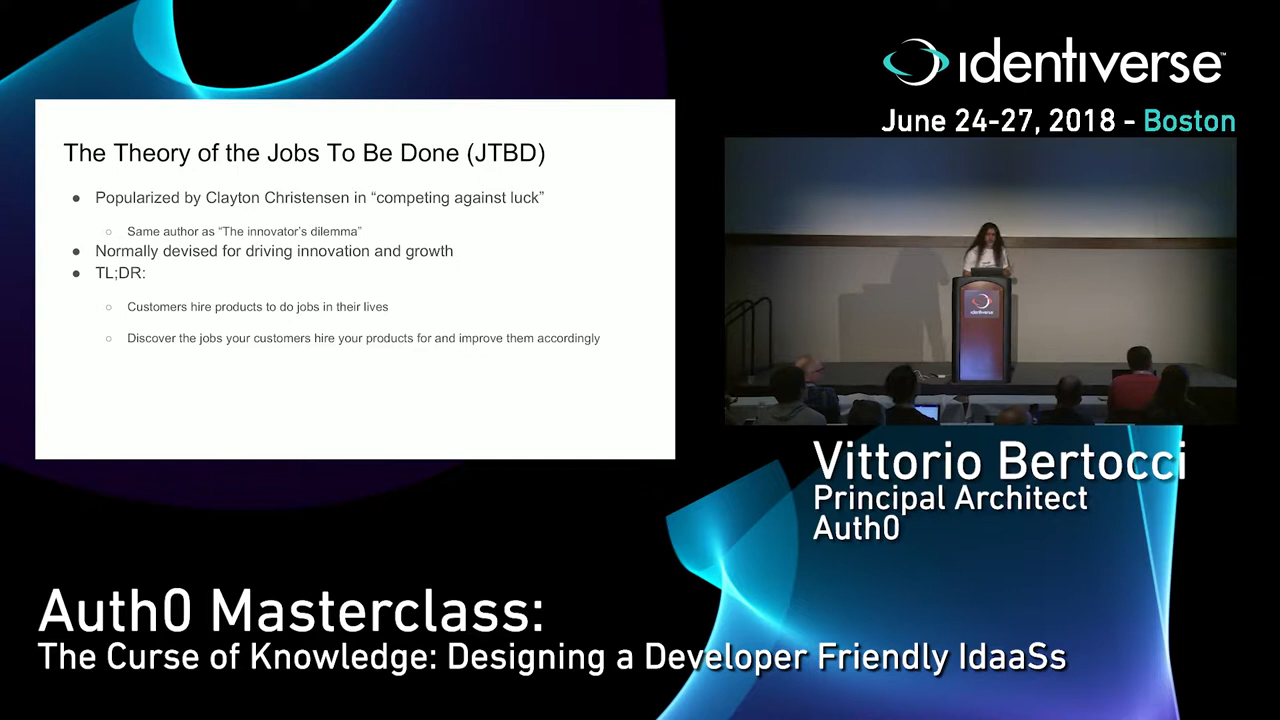 identiverse™
June 24-27, 2018 - Boston
The Theory of the Jobs To Be Done (JTBD)
● Popularized by Clayton Christensen in “competing against luck”
○ Same author as “The innovator’s dilemma”
● Normally devised for driving innovation and growth
● TL;DR:
○ Customers hire products to do jobs in their lives
○ Discover the jobs your customers hire your products for and improve them accordingly
identiverse
Vittorio Bertocci
Principal Architect
Auth0
Auth0 Masterclass:
The Curse of Knowledge: Designing a Developer Friendly IdaaSs